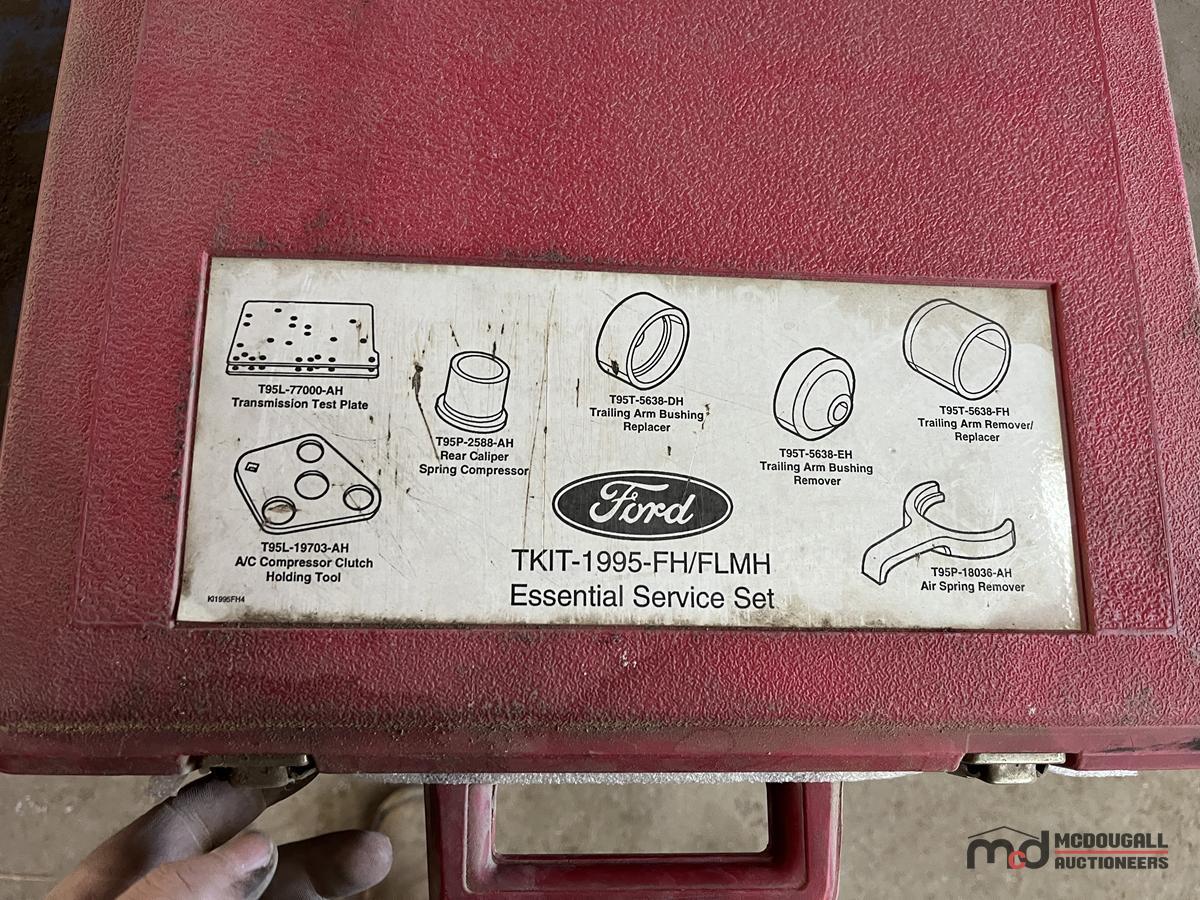 T95L-77000-AH
Transmission Test Plate
T95P-2588-AH
Rear Caliper
Spring Compressor
T95T-5638-DH
Trailing Arm Bushing
Replacer
T95T-5638-EH
Trailing Arm Bushing
Remover
T95T-5638-FH
Trailing Arm Remover/
Replacer
T95L-19703-AH
A/C Compressor Clutch
Holding Tool
Ford
TKIT-1995-FH/FLMH
Essential Service Set
T95P-18036-AH
Air Spring Remover
KI1995FH4
mcd
MCDOUGALL
AUCTIONEERS